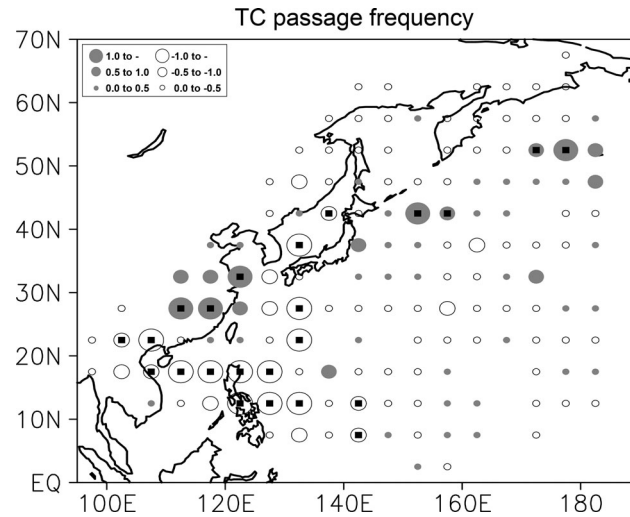 TC passage frequency
70N
1.0 to - -1.0 to -
0.5 to 1.0 -0.5 to -1.0
0.0 to 0.5 0.0 to -0.5
60N
50N
40N
30N
20N
10N
EQ
100E 120E 140E 160E 180